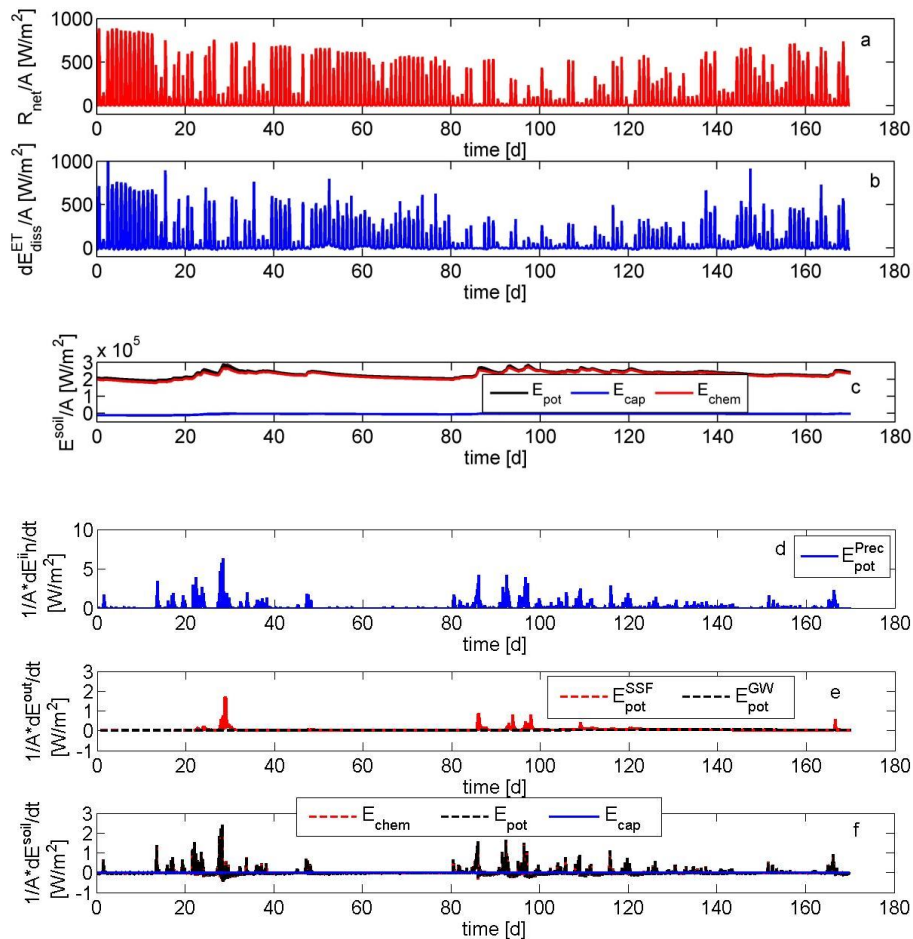 1000
500
0
R_net/A [W/m²]
a
0 20 40 60 80 100 120 140 160 180
time [d]
1000
500
0
dE^ET_diss/A [W/m²]
b
0 20 40 60 80 100 120 140 160 180
time [d]
x 10^5
3
2
1
0
E^soil/A [W/m²]
c
E_pot E_cap E_chem
0 20 40 60 80 100 120 140 160 180
time [d]
10
5
0
1/A*dE^iin/dt
[W/m²]
d
E^Prec_pot
0 20 40 60 80 100 120 140 160 180
time [d]
3
2
1
0
-1
1/A*dE^out/dt
[W/m²]
E^SSF_pot E^GW_pot
e
0 20 40 60 80 100 120 140 160 180
time [d]
E_chem E_pot E_cap
3
2
1
0
-1
1/A*dE^soil/dt
[W/m²]
f
0 20 40 60 80 100 120 140 160 180
time [d]